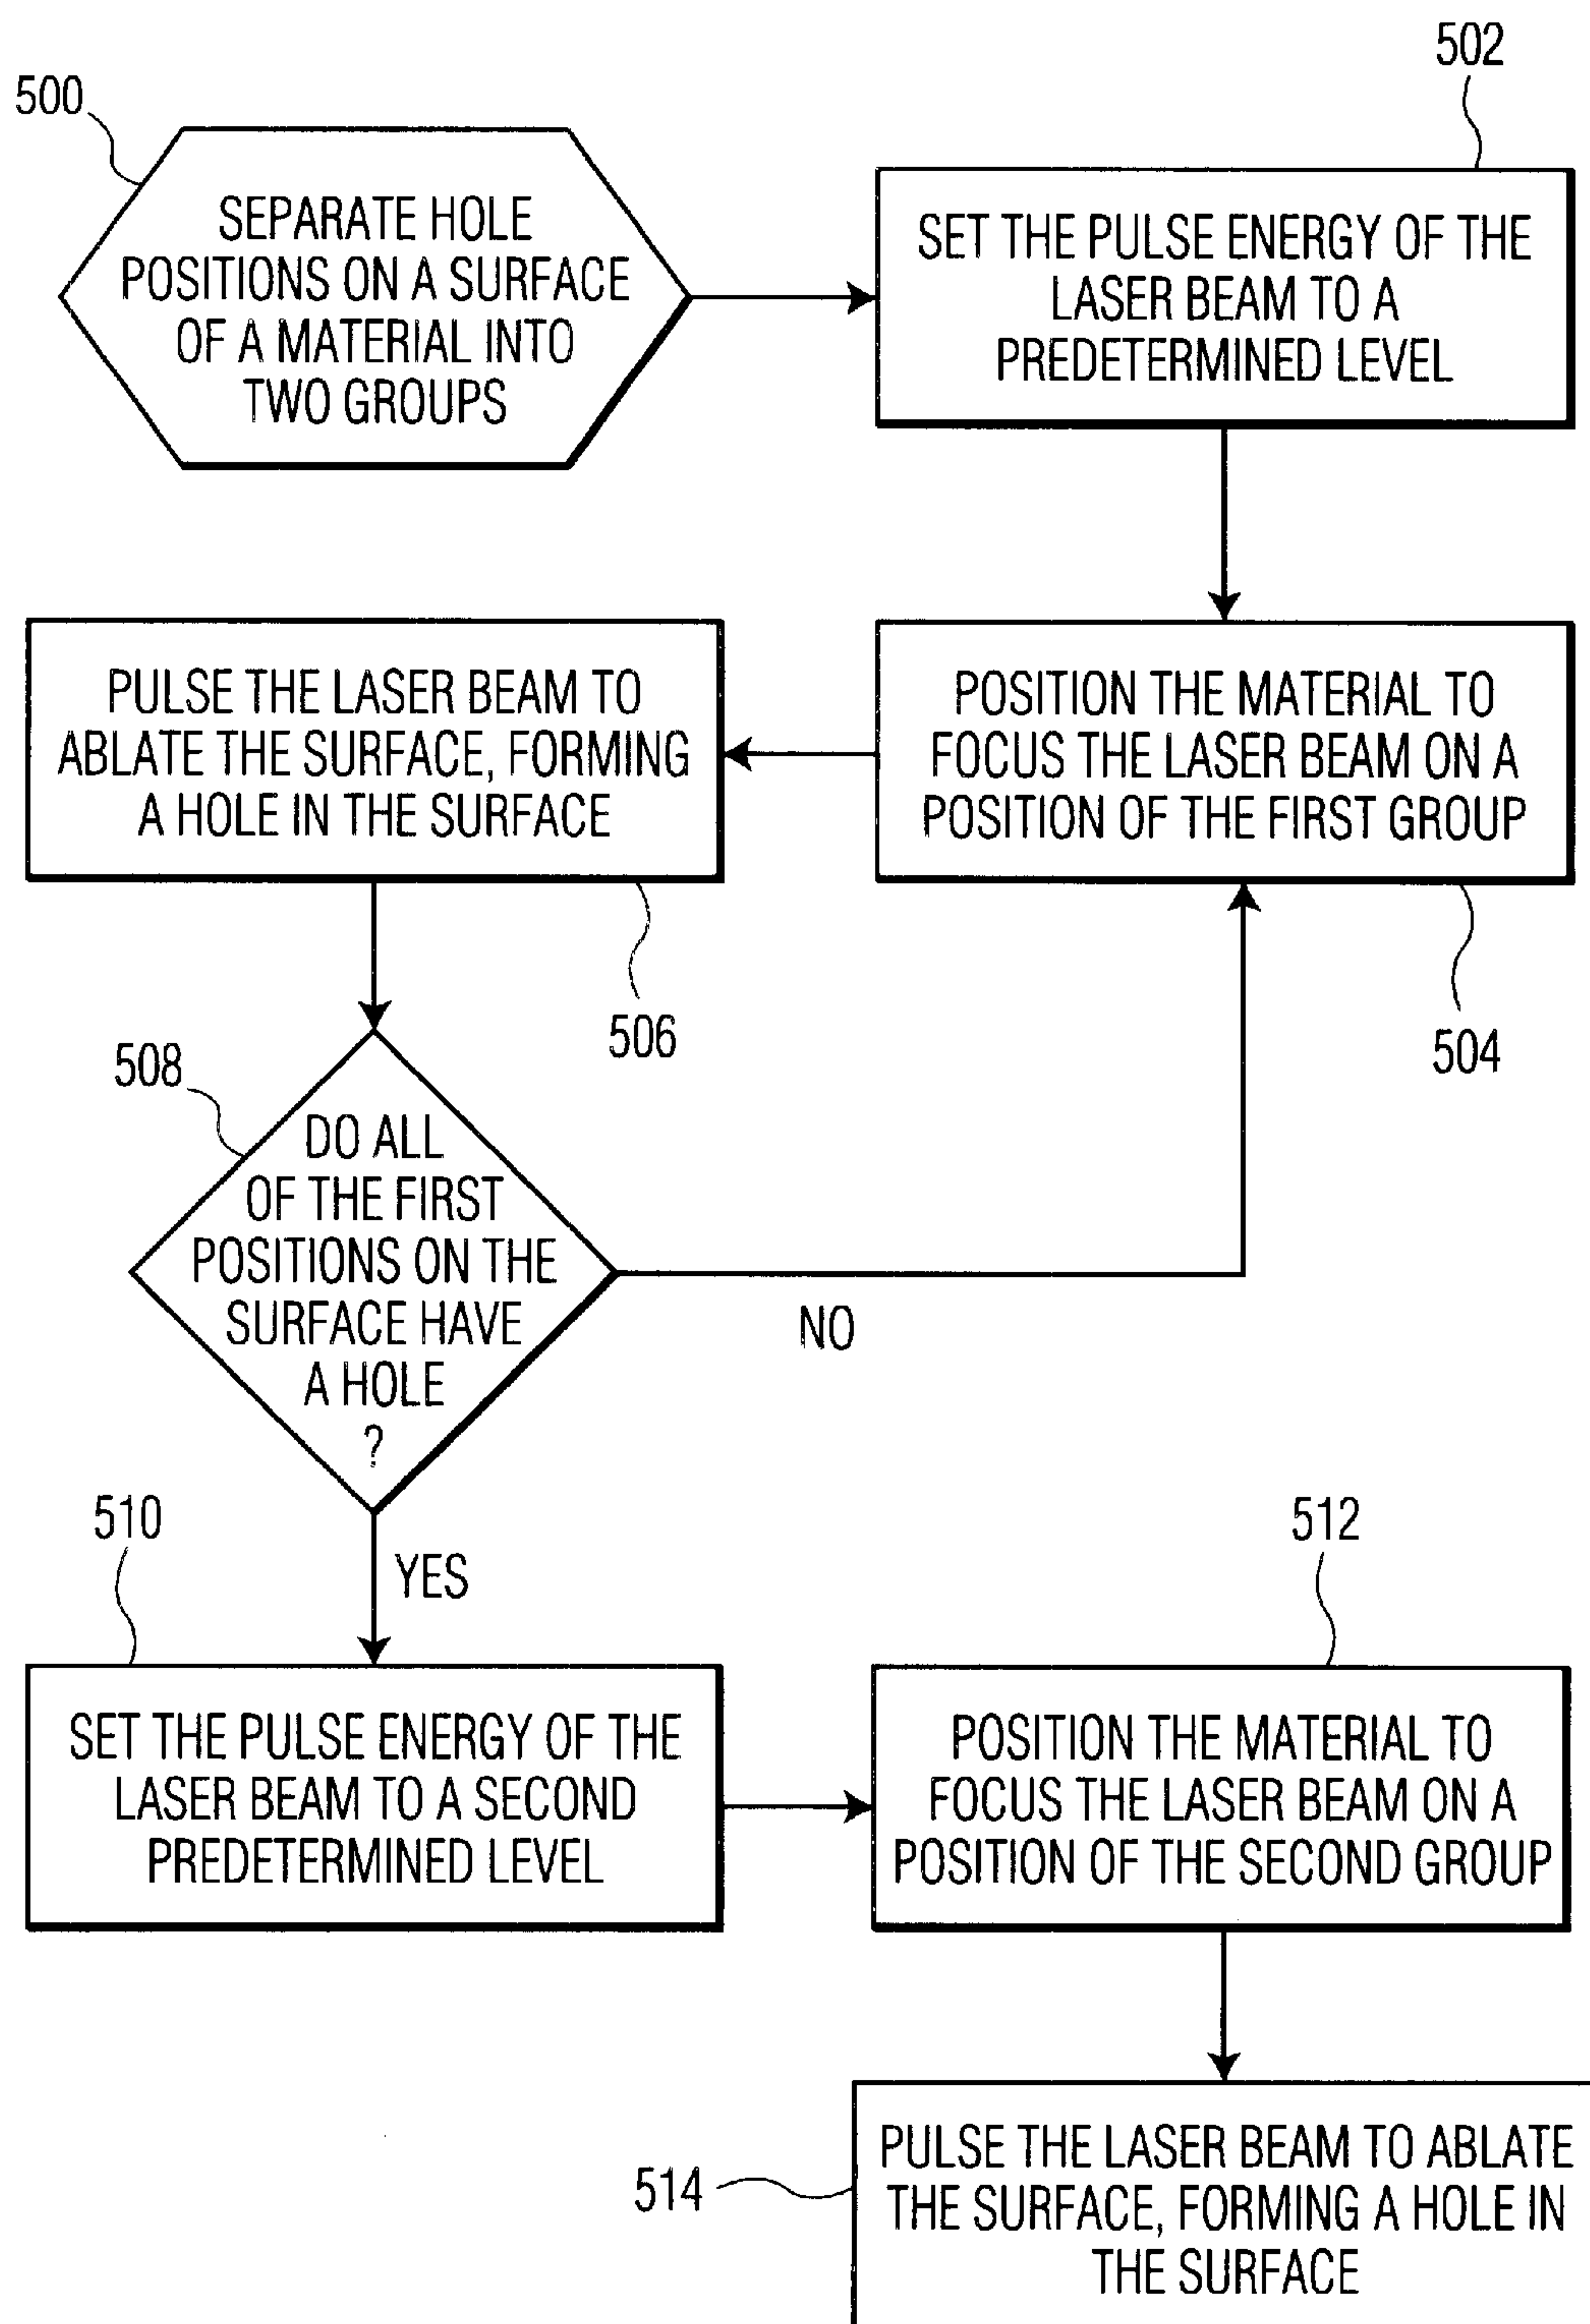 500
SEPARATE HOLE
POSITIONS ON A SURFACE
OF A MATERIAL INTO
TWO GROUPS
502
SET THE PULSE ENERGY OF THE
LASER BEAM TO A
PREDETERMINED LEVEL
POSITION THE MATERIAL TO
FOCUS THE LASER BEAM ON A
POSITION OF THE FIRST GROUP
504
PULSE THE LASER BEAM TO
ABLATE THE SURFACE, FORMING
A HOLE IN THE SURFACE
506
508
DO ALL
OF THE FIRST
POSITIONS ON THE
SURFACE HAVE
A HOLE
?
NO
YES
510
SET THE PULSE ENERGY OF THE
LASER BEAM TO A SECOND
PREDETERMINED LEVEL
512
POSITION THE MATERIAL TO
FOCUS THE LASER BEAM ON A
POSITION OF THE SECOND GROUP
514
PULSE THE LASER BEAM TO ABLATE
THE SURFACE, FORMING A HOLE IN
THE SURFACE